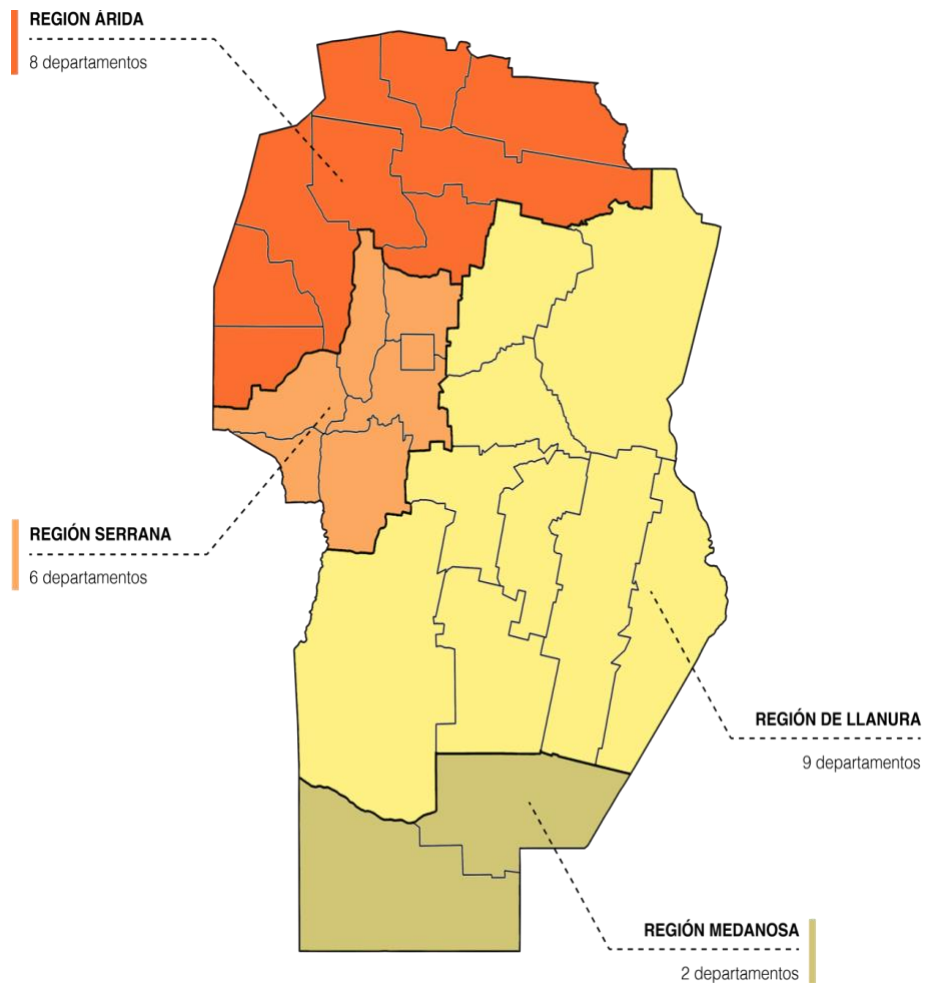 REGION ÁRIDA
8 departamentos
REGIÓN SERRANA
6 departamentos
REGIÓN DE LLANURA
9 departamentos
REGIÓN MEDANOSA
2 departamentos